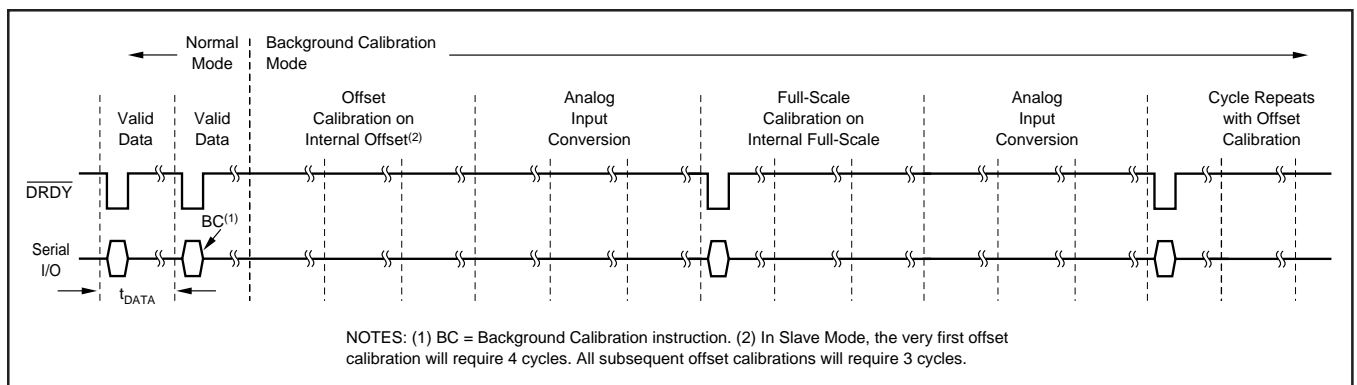 Normal
Mode
Background Calibration
Mode
Valid
Data
Valid
Data
Offset
Calibration on
Internal Offset(2)
Analog
Input
Conversion
Full-Scale
Calibration on
Internal Full-Scale
Analog
Input
Conversion
Cycle Repeats
with Offset
Calibration
DRDY
BC(1)
Serial
I/O
tDATA
NOTES: (1) BC = Background Calibration instruction. (2) In Slave Mode, the very first offset
calibration will require 4 cycles. All subsequent offset calibrations will require 3 cycles.